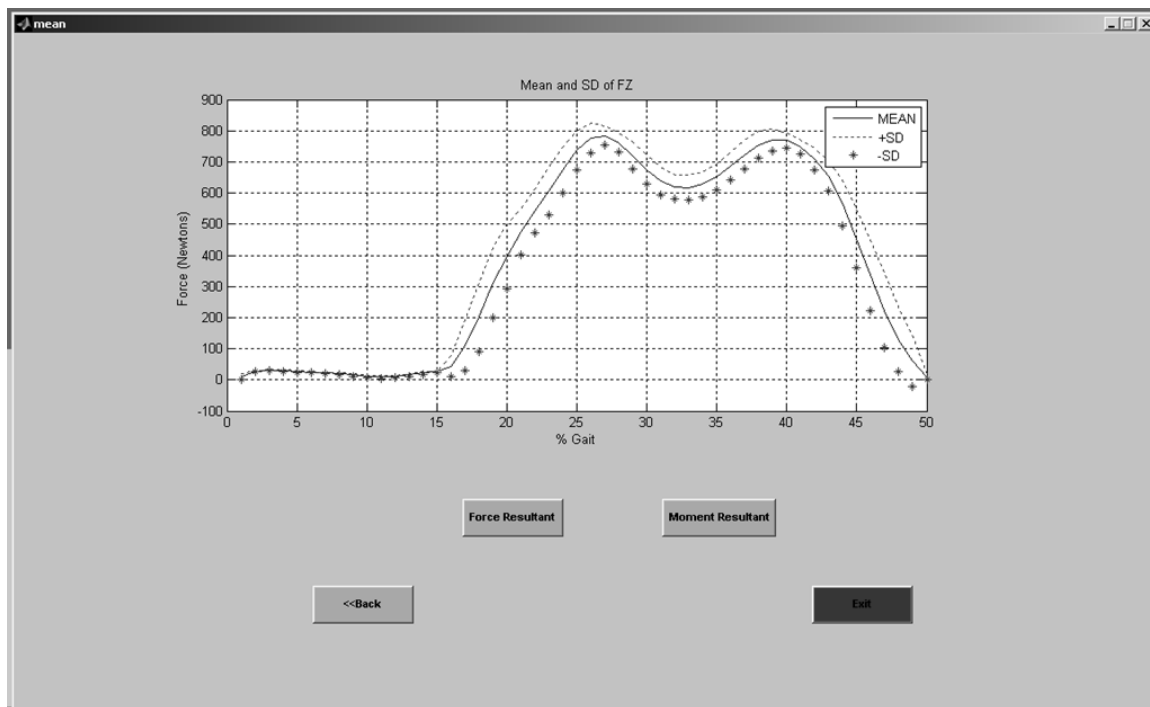 mean
Mean and SD of FZ
900
800
700
600
500
400
300
200
100
0
-100
Force (Newtons)
MEAN
+SD
-SD
0 5 10 15 20 25 30 35 40 45 50
% Gait
Force Resultant Moment Resultant
<<Back Exit